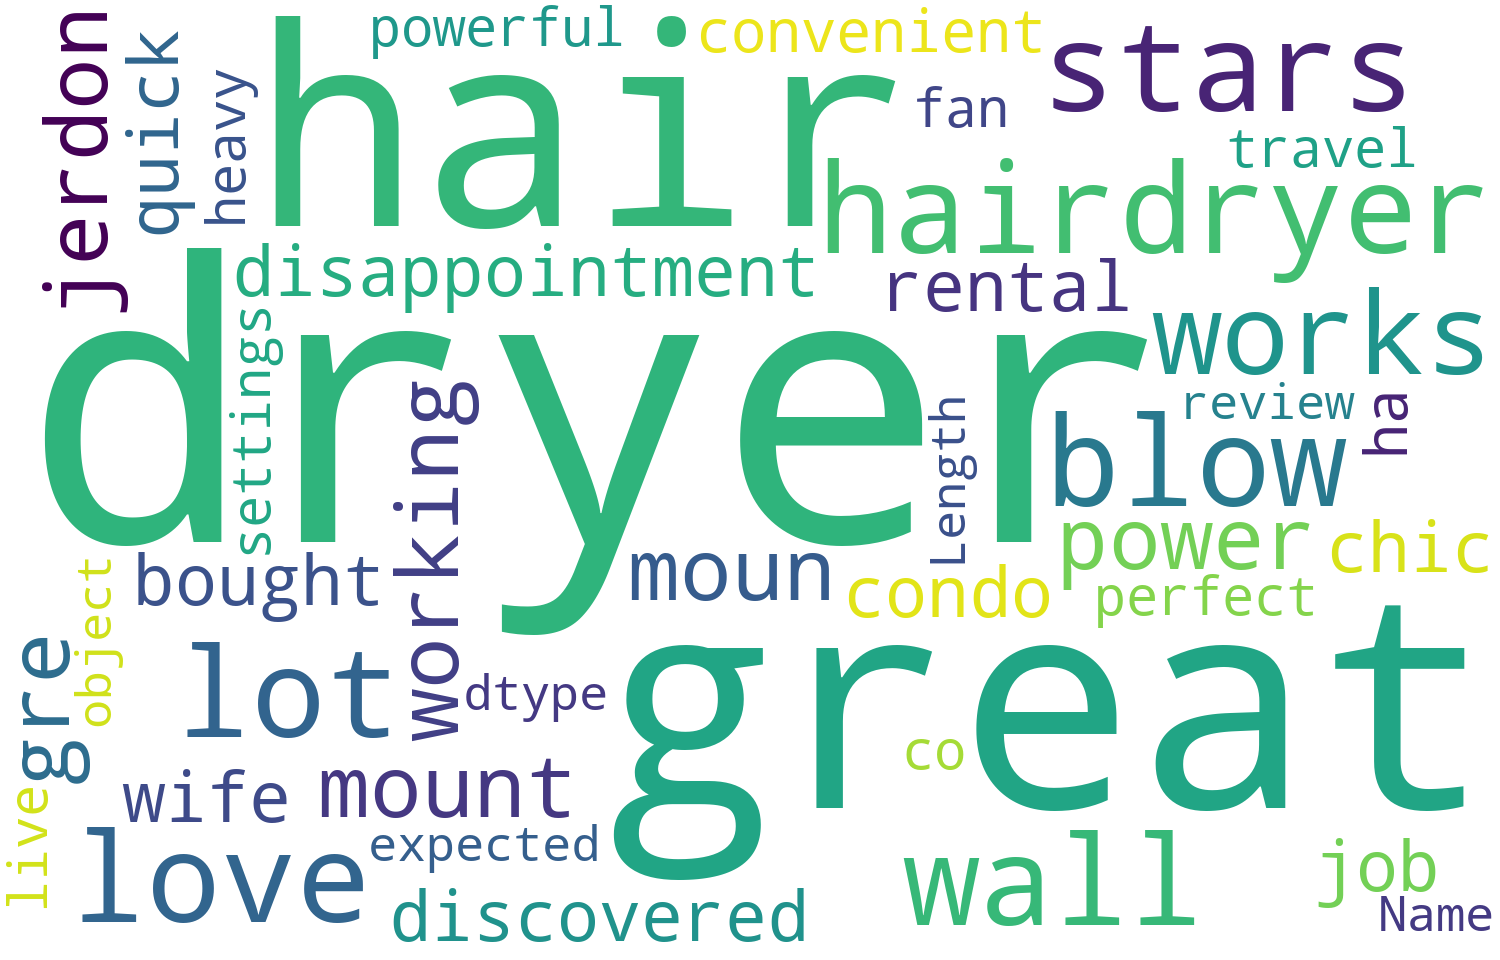 powerful
convenient
hair
stars
jerdon
quick
heavy
fan
travel
hairdryer
disappointment
rental
works
dryer
settings
working
Length
review
ha
blow
power
chic
bought
moun
condo
perfect
object
gre
lot
dtype
great
co
live
wife
mount
expected
love
wall
job
discovered
Name